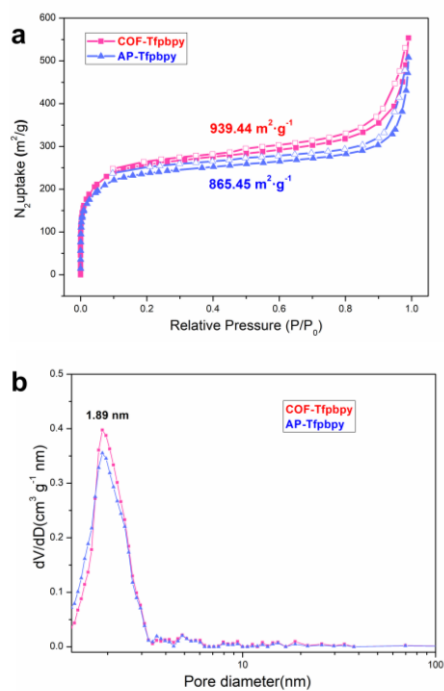 a
COF-Tfpbpy
AP-Tfpbpy
600
500
400
300
200
100
0
939.44 m²·g⁻¹
865.45 m²·g⁻¹
N₂uptake (m²/g)
0.0 0.2 0.4 0.6 0.8 1.0
Relative Pressure (P/P₀)
b
0.5
0.4
0.3
0.2
0.1
0.0
1.89 nm
COF-Tfpbpy
AP-Tfpbpy
dV/dD(cm³ g⁻¹ nm)
10 100
Pore diameter(nm)